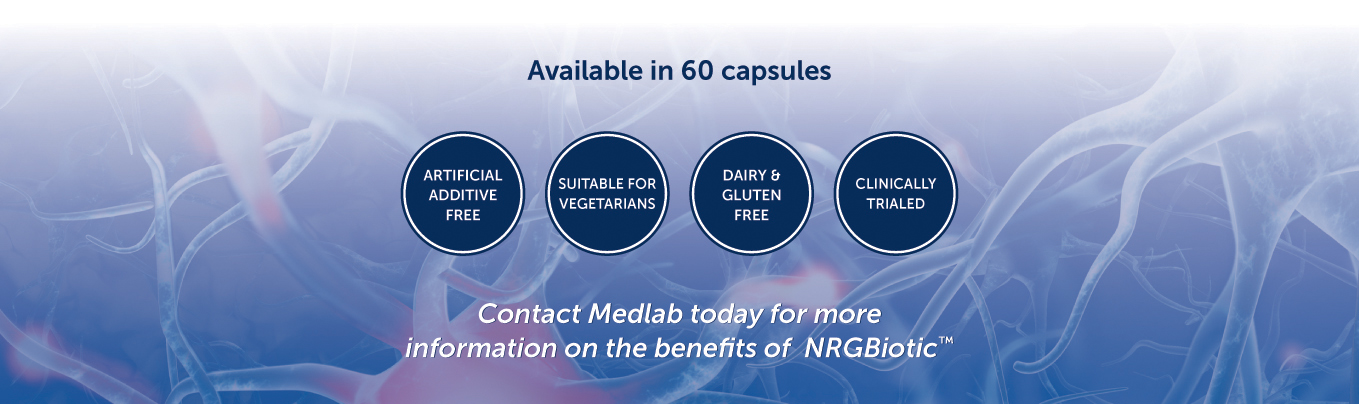 Available in 60 capsules
ARTIFICIAL
ADDITIVE
FREE
SUITABLE FOR
VEGETARIANS
DAIRY &
GLUTEN
FREE
CLINICALLY
TRIALED
Contact Medlab today for more
information on the benefits of NRGBiotic™